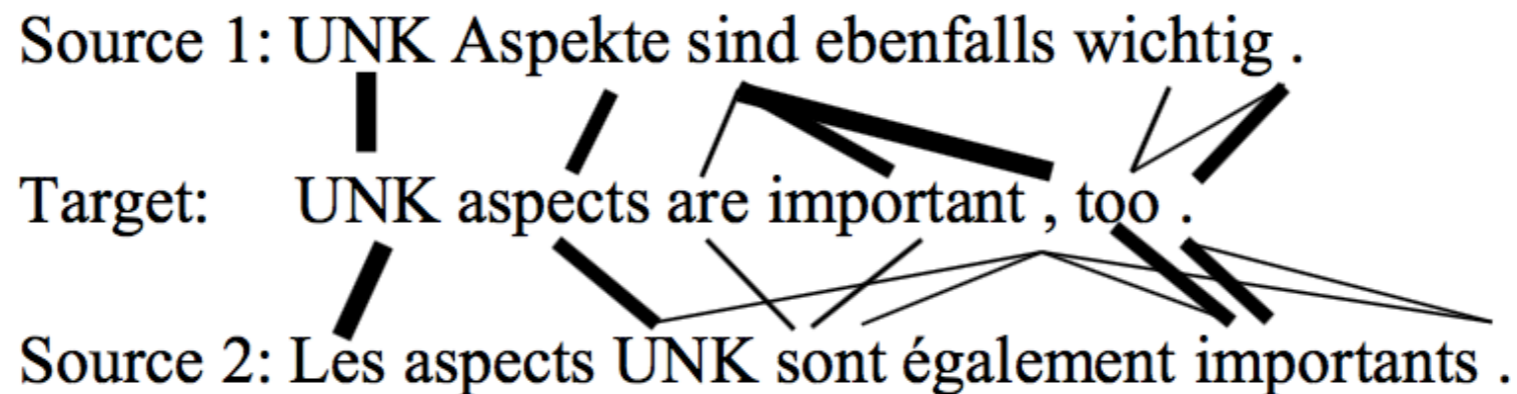 Source 1: UNK Aspekte sind ebenfalls wichtig .
Target: UNK aspects are important , too .
Source 2: Les aspects UNK sont également importants .